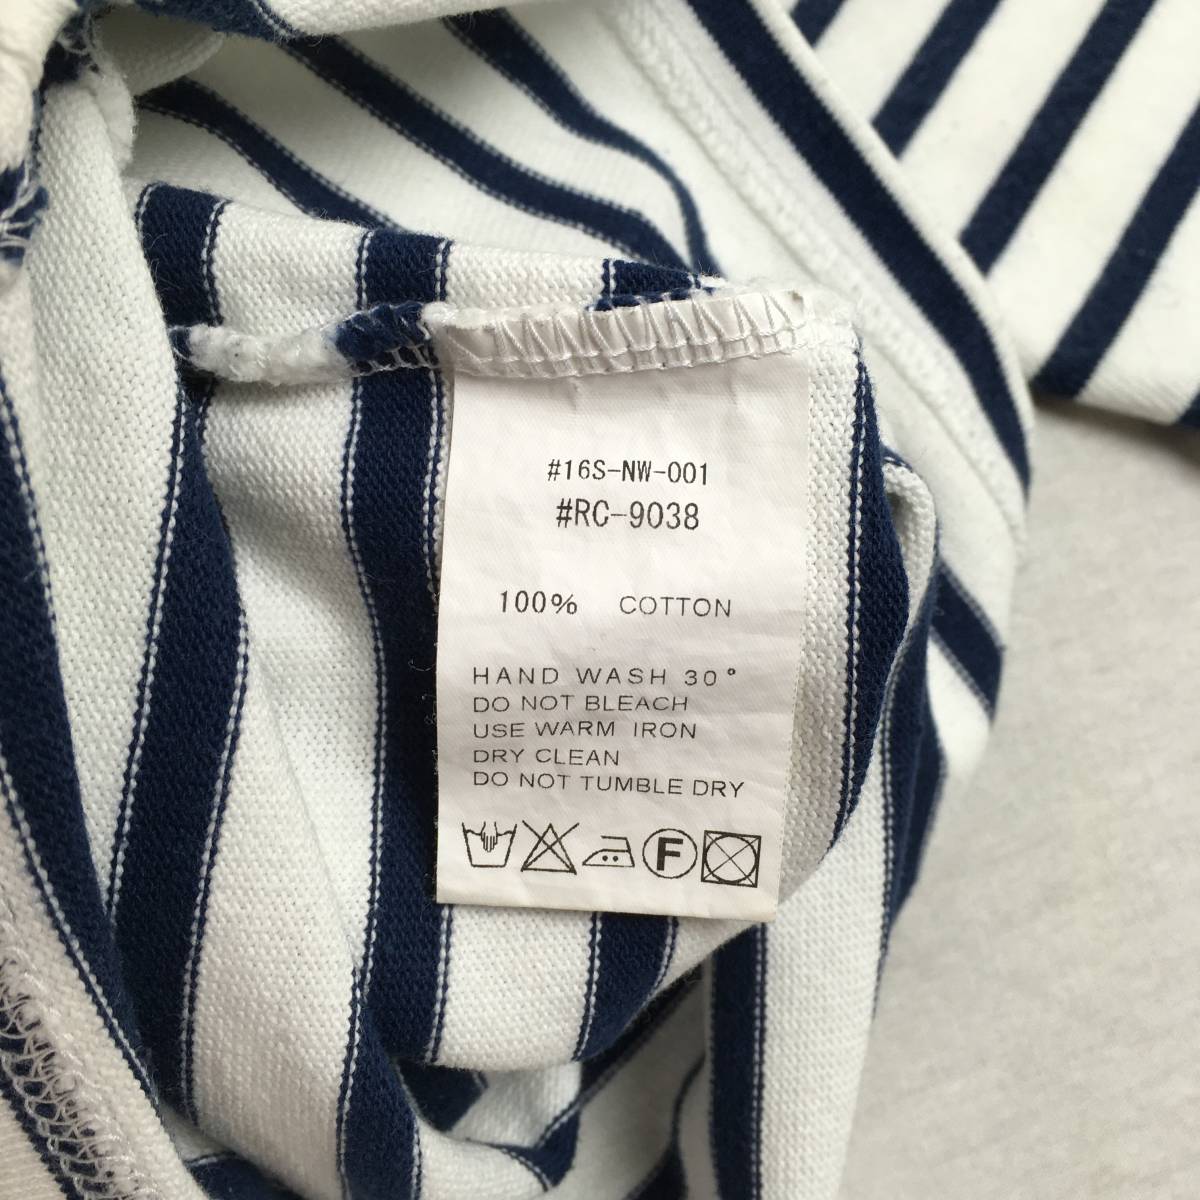 #16S-NW-001
#RC-9038
100% COTTON
HAND WASH 30°
DO NOT BLEACH
USE WARM IRON
DRY CLEAN
DO NOT TUMBLE DRY
F